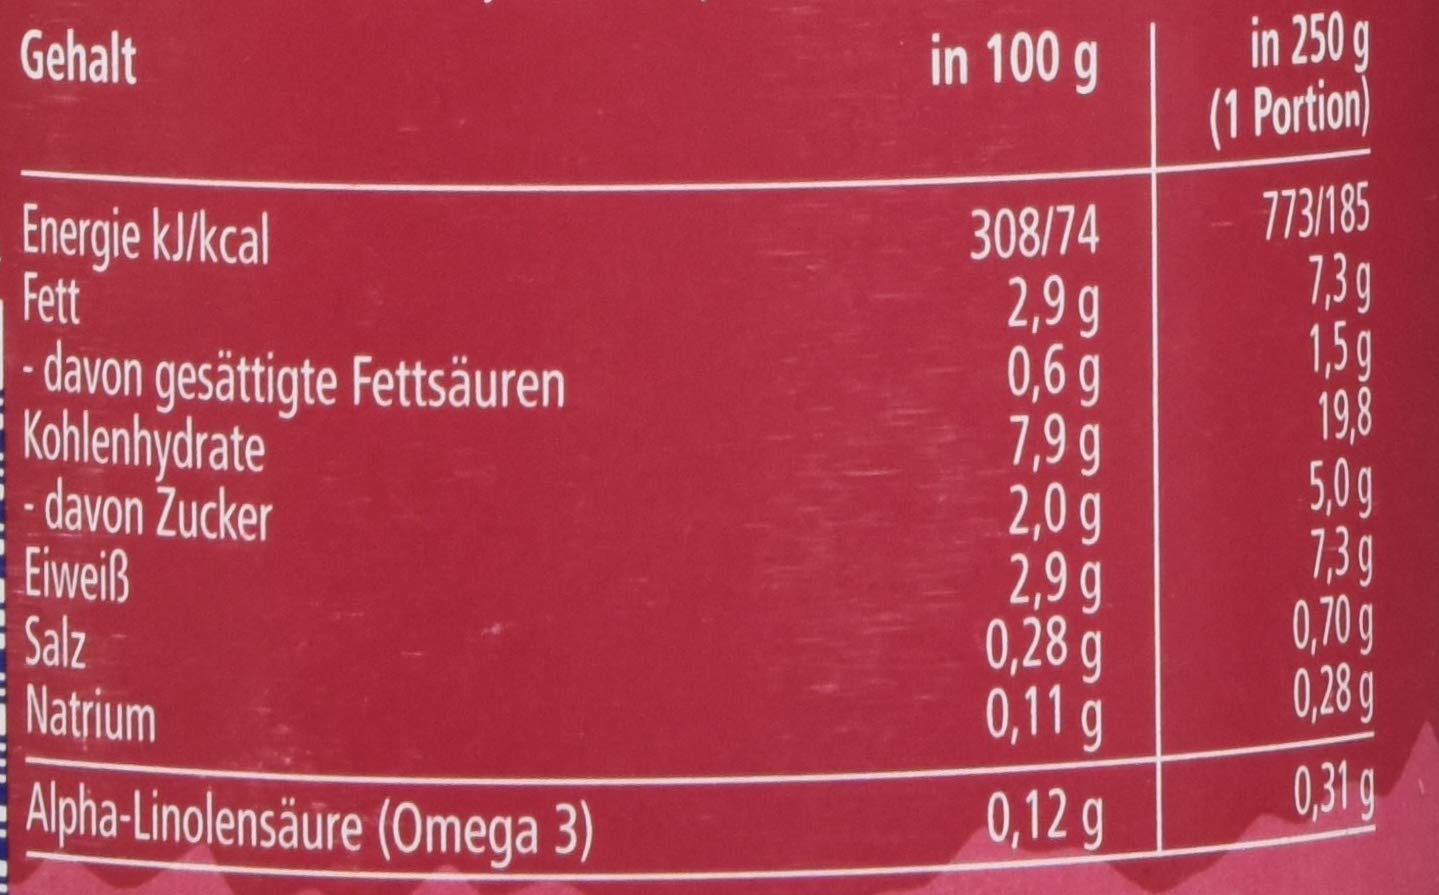 Gehalt in 100 g in 250 g
(1 Portion)
Energie kJ/kcal 308/74 773/185
Fett 2,9 g 7,3 g
- davon gesättigte Fettsäuren 0,6 g 1,5 g
Kohlenhydrate 7,9 g 19,8
- davon Zucker 2,0 g 5,0 g
Eiweiß 2,9 g 7,3 g
Salz 0,28 g 0,70 g
Natrium 0,11 g 0,28 g
Alpha-Linolensäure (Omega 3) 0,12 g 0,31 g